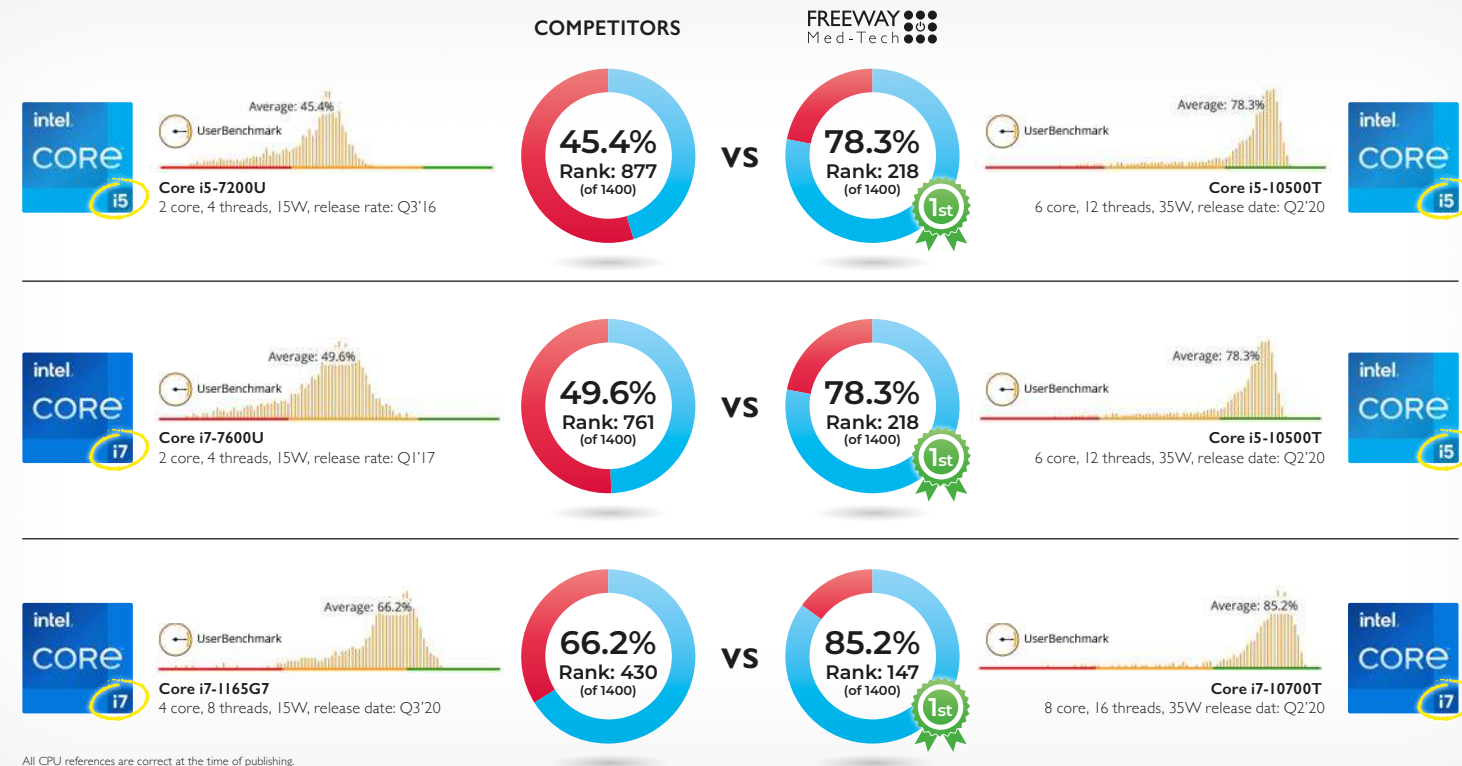 COMPETITORS
FREEWAY
Med-Tech
intel.
CORE
i5
Average: 45.4%
UserBenchmark
Core i5-7200U
2 core, 4 threads, 15W, release rate: Q3'16
45.4%
Rank: 877
(of 1400)
VS
78.3%
Rank: 218
(of 1400)
1st
Average: 78.3%
UserBenchmark
Core i5-10500T
6 core, 12 threads, 35W, release date: Q2'20
intel.
CORE
i5
intel.
CORE
i7
Average: 49.6%
UserBenchmark
Core i7-7600U
2 core, 4 threads, 15W, release rate: Q1'17
49.6%
Rank: 761
(of 1400)
VS
78.3%
Rank: 218
(of 1400)
1st
Average: 78.3%
UserBenchmark
Core i5-10500T
6 core, 12 threads, 35W, release date: Q2'20
intel.
CORE
i5
intel.
CORE
i7
Average: 66.2%
UserBenchmark
Core i7-1165G7
4 core, 8 threads, 15W, release date: Q3'20
66.2%
Rank: 430
(of 1400)
VS
85.2%
Rank: 147
(of 1400)
1st
Average: 85.2%
UserBenchmark
Core i7-10700T
8 core, 16 threads, 35W release dat: Q2'20
intel.
CORE
i7
All CPU references are correct at the time of publishing.